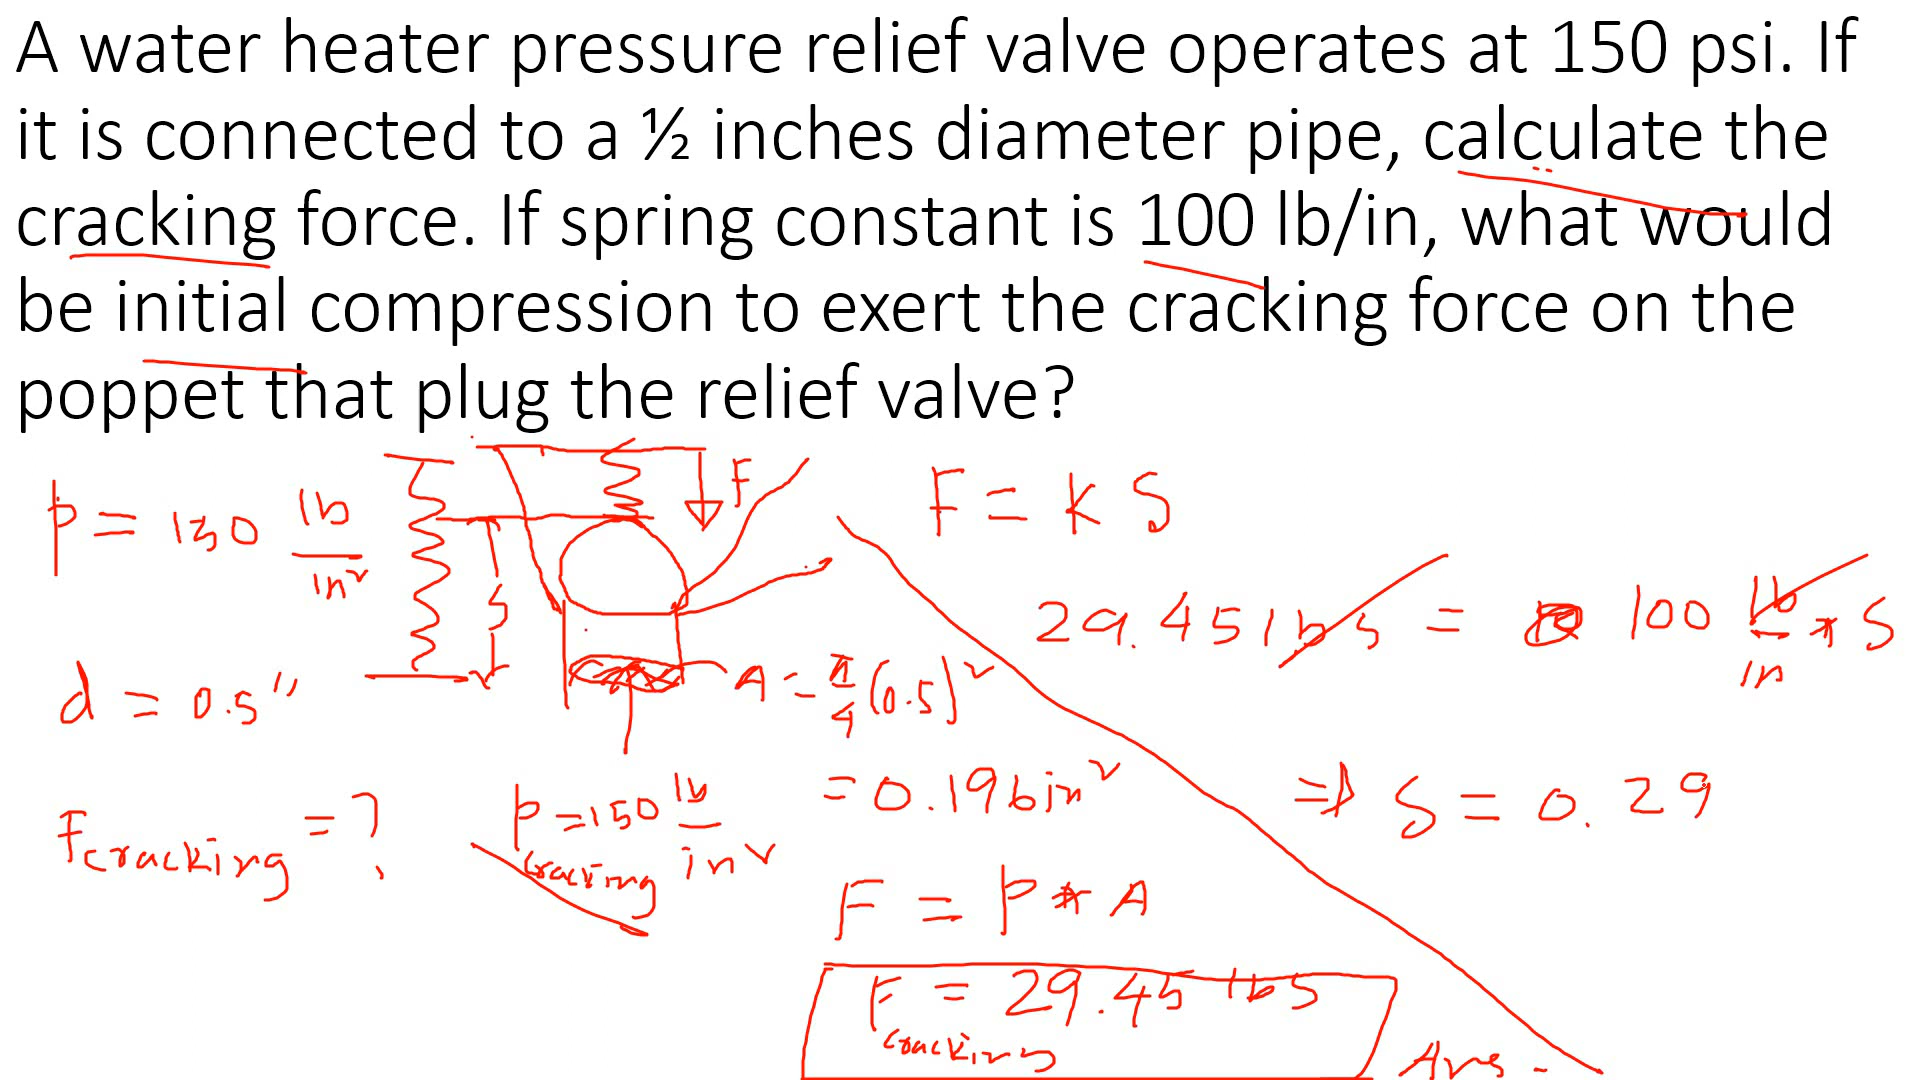 A water heater pressure relief valve operates at 150 psi. If
it is connected to a ½ inches diameter pipe, calculate the
cracking force. If spring constant is 100 lb/in, what would
be initial compression to exert the cracking force on the
poppet that plug the relief valve?
P = 150 lb/in²
d = 0.5"
Fcracking = ?
F
S
A = π/4 (0.5)²
= 0.196 in²
P = 150 lb/in²
cracking
F = P * A
F = 29.45 lbs
cracking
Ans -
F = K S
29.45 lbs = 100 lb/in * S
⇒ S = 0.29